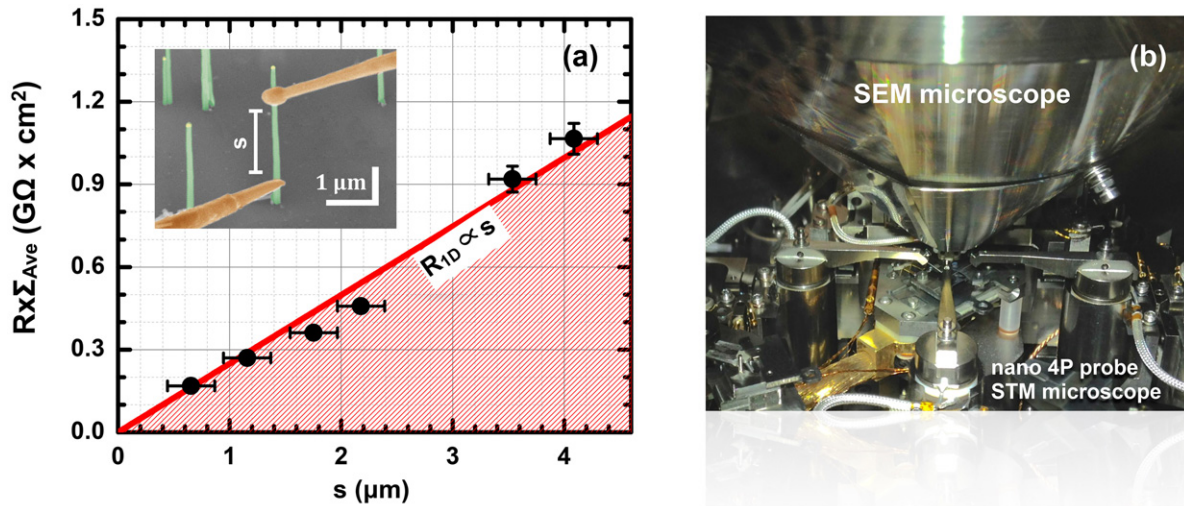 (a)
1.5
1.2
0.9
0.6
0.3
0.0
RxΣAve (GΩ x cm²)
s
1 μm
R1D ∝ s
0 1 2 3 4
s (μm)
(b)
SEM microscope
nano 4P probe
STM microscope